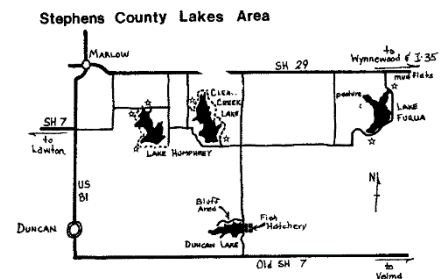 Stephens County Lakes Area
to
Wynnewood & I-35
MARLOW
SH 29
mud flats
CLEAR
CREEK
LAKE
pasture
LAKE
FUQUA
SH 7
to
Lawton
LAKE HUMPHREY
US
81
N
Bluff
Area
Fish
Hatchery
DUNCAN
DUNCAN LAKE
Old SH 7
to
Velma